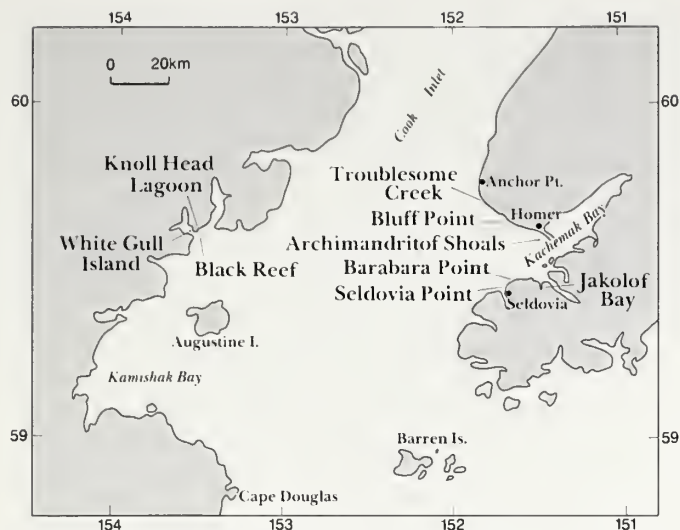 154 153 152 151
0 20km
60
60
Cook Inlet
Knoll Head
Lagoon
Troublesome
Creek
Anchor Pt.
Bluff Point
Homer
White Gull
Island
Archimandritof Shoals
Kachemak Bay
Black Reef
Barabara Point
Jakolof
Bay
Seldovia Point
Seldovia
Augustine I.
Kamishak Bay
59
59
Barren Is.
Cape Douglas
154 153 152 151